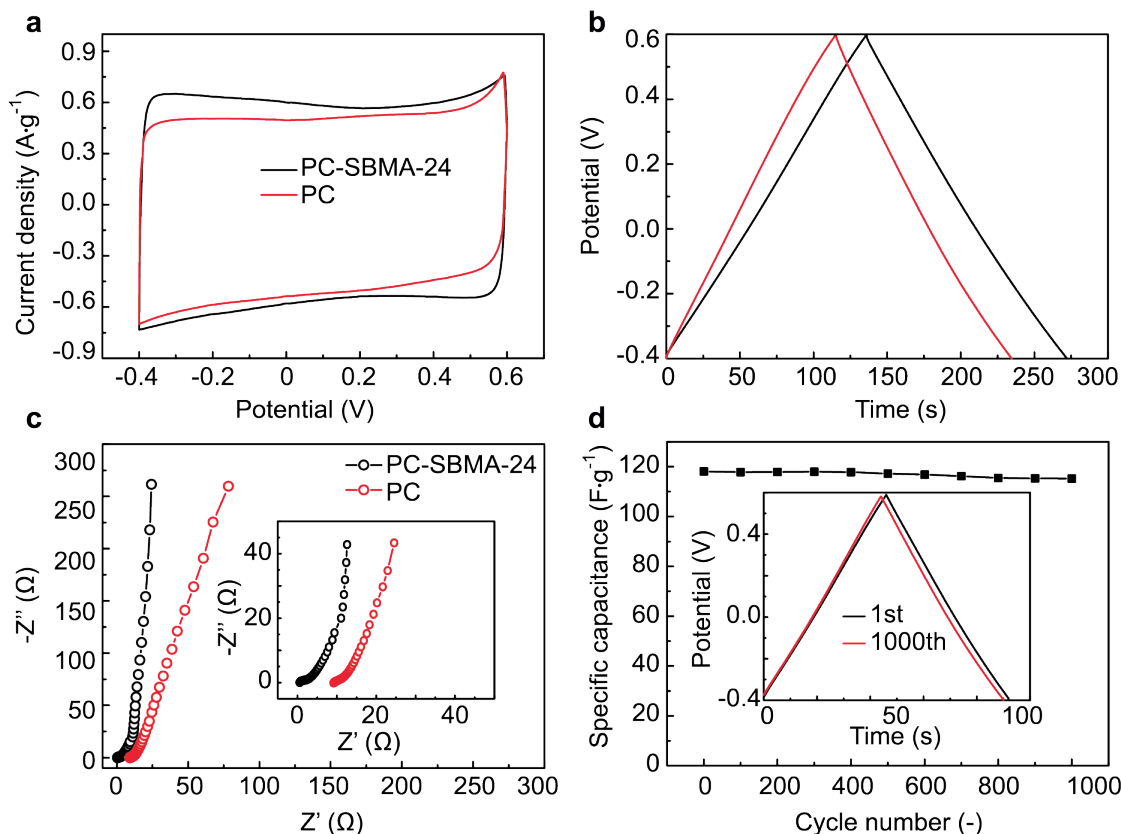 a
0.9
0.6
0.3
0.0
-0.3
-0.6
-0.9
Current density (A·g⁻¹)
PC-SBMA-24
PC
-0.4 -0.2 0 0.2 0.4 0.6
Potential (V)
b
0.6
0.4
0.2
0.0
-0.2
-0.4
Potential (V)
0 50 100 150 200 250 300
Time (s)
c
300
250
200
150
100
50
0
-Z'' (Ω)
PC-SBMA-24
PC
40
20
0
-Z'' (Ω)
0 20 40
Z' (Ω)
0 50 100 150 200 250 300
Z' (Ω)
d
120
100
80
60
40
20
0
Specific capacitance (F·g⁻¹)
0.4
0.0
-0.4
Potential (V)
1st
1000th
0 50 100
Time (s)
0 200 400 600 800 1000
Cycle number (-)